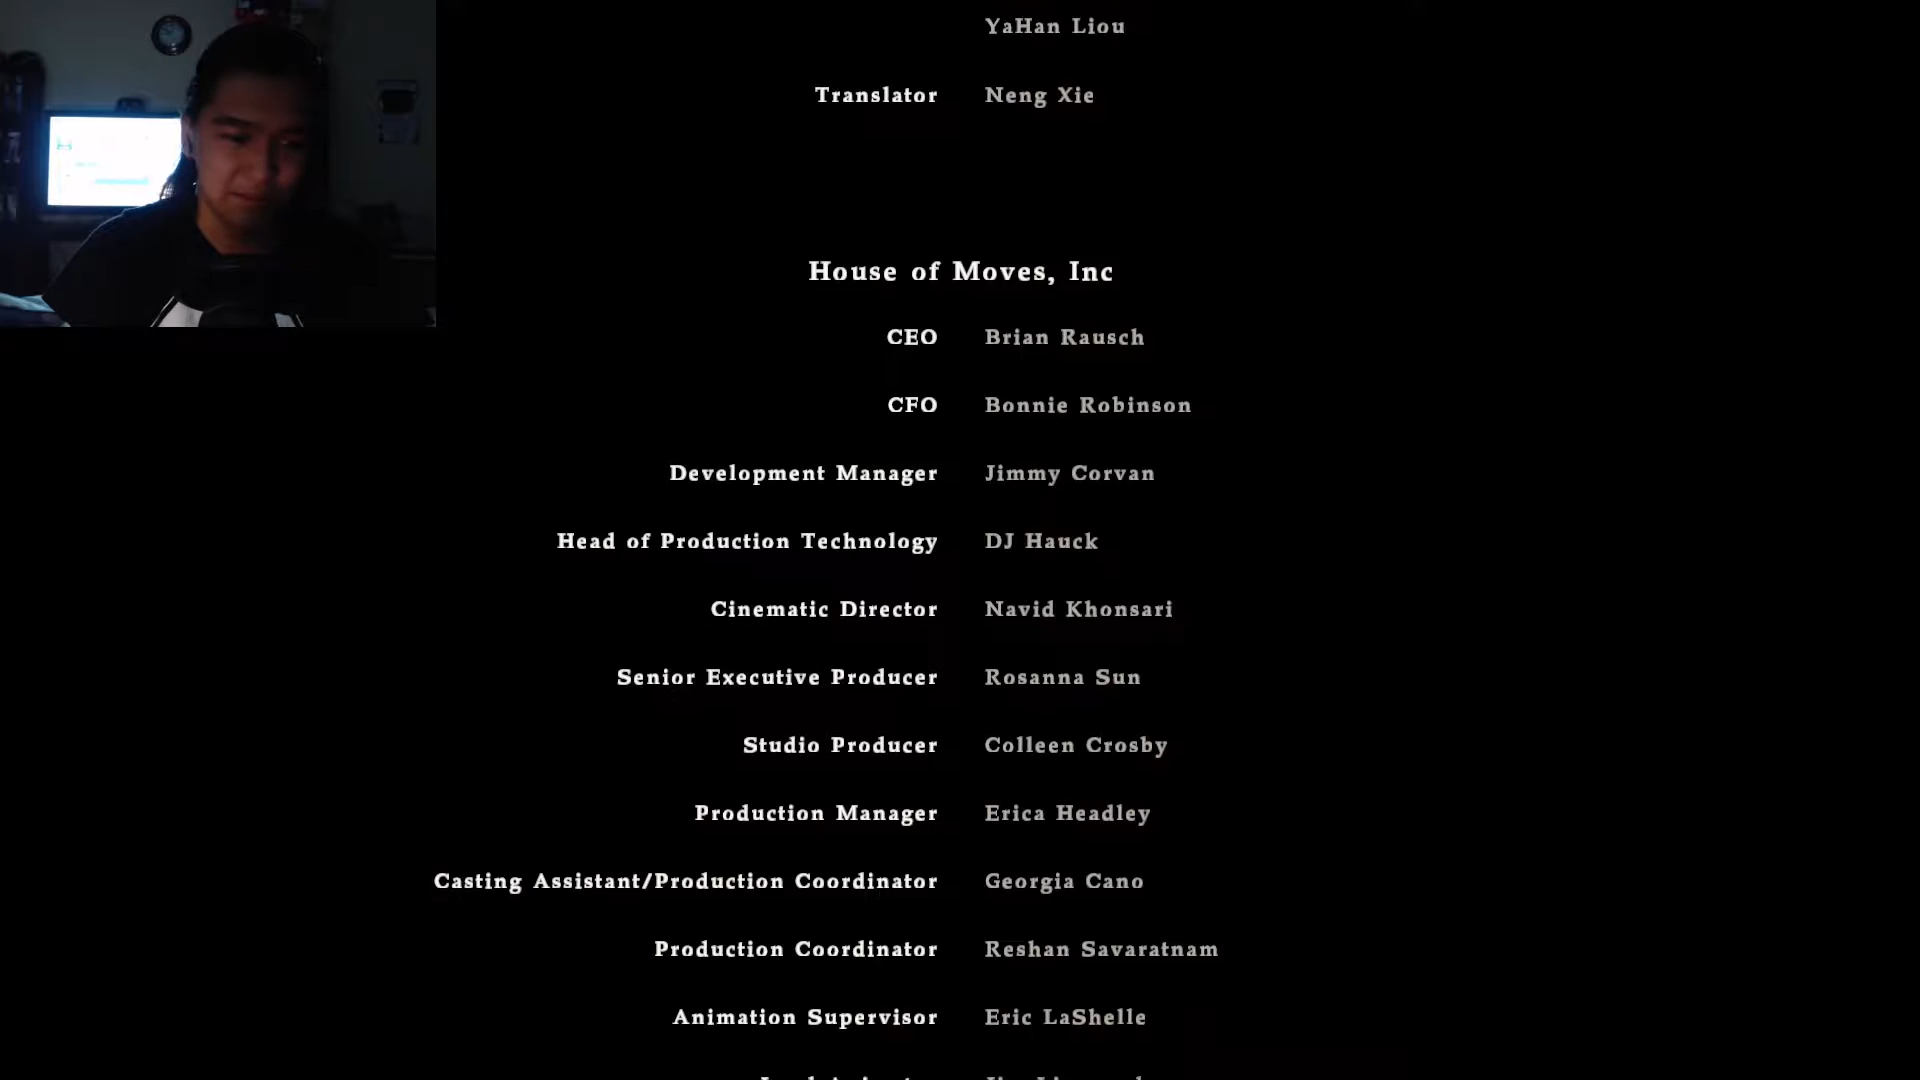 YaHan Liou
Translator Neng Xie
House of Moves, Inc
CEO Brian Rausch
CFO Bonnie Robinson
Development Manager Jimmy Corvan
Head of Production Technology DJ Hauck
Cinematic Director Navid Khonsari
Senior Executive Producer Rosanna Sun
Studio Producer Colleen Crosby
Production Manager Erica Headley
Casting Assistant/Production Coordinator Georgia Cano
Production Coordinator Reshan Savaratnam
Animation Supervisor Eric LaShelle